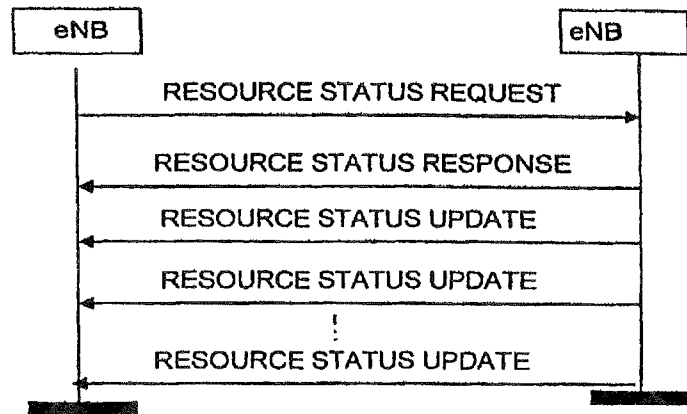 eNB
eNB
RESOURCE STATUS REQUEST
RESOURCE STATUS RESPONSE
RESOURCE STATUS UPDATE
RESOURCE STATUS UPDATE
RESOURCE STATUS UPDATE